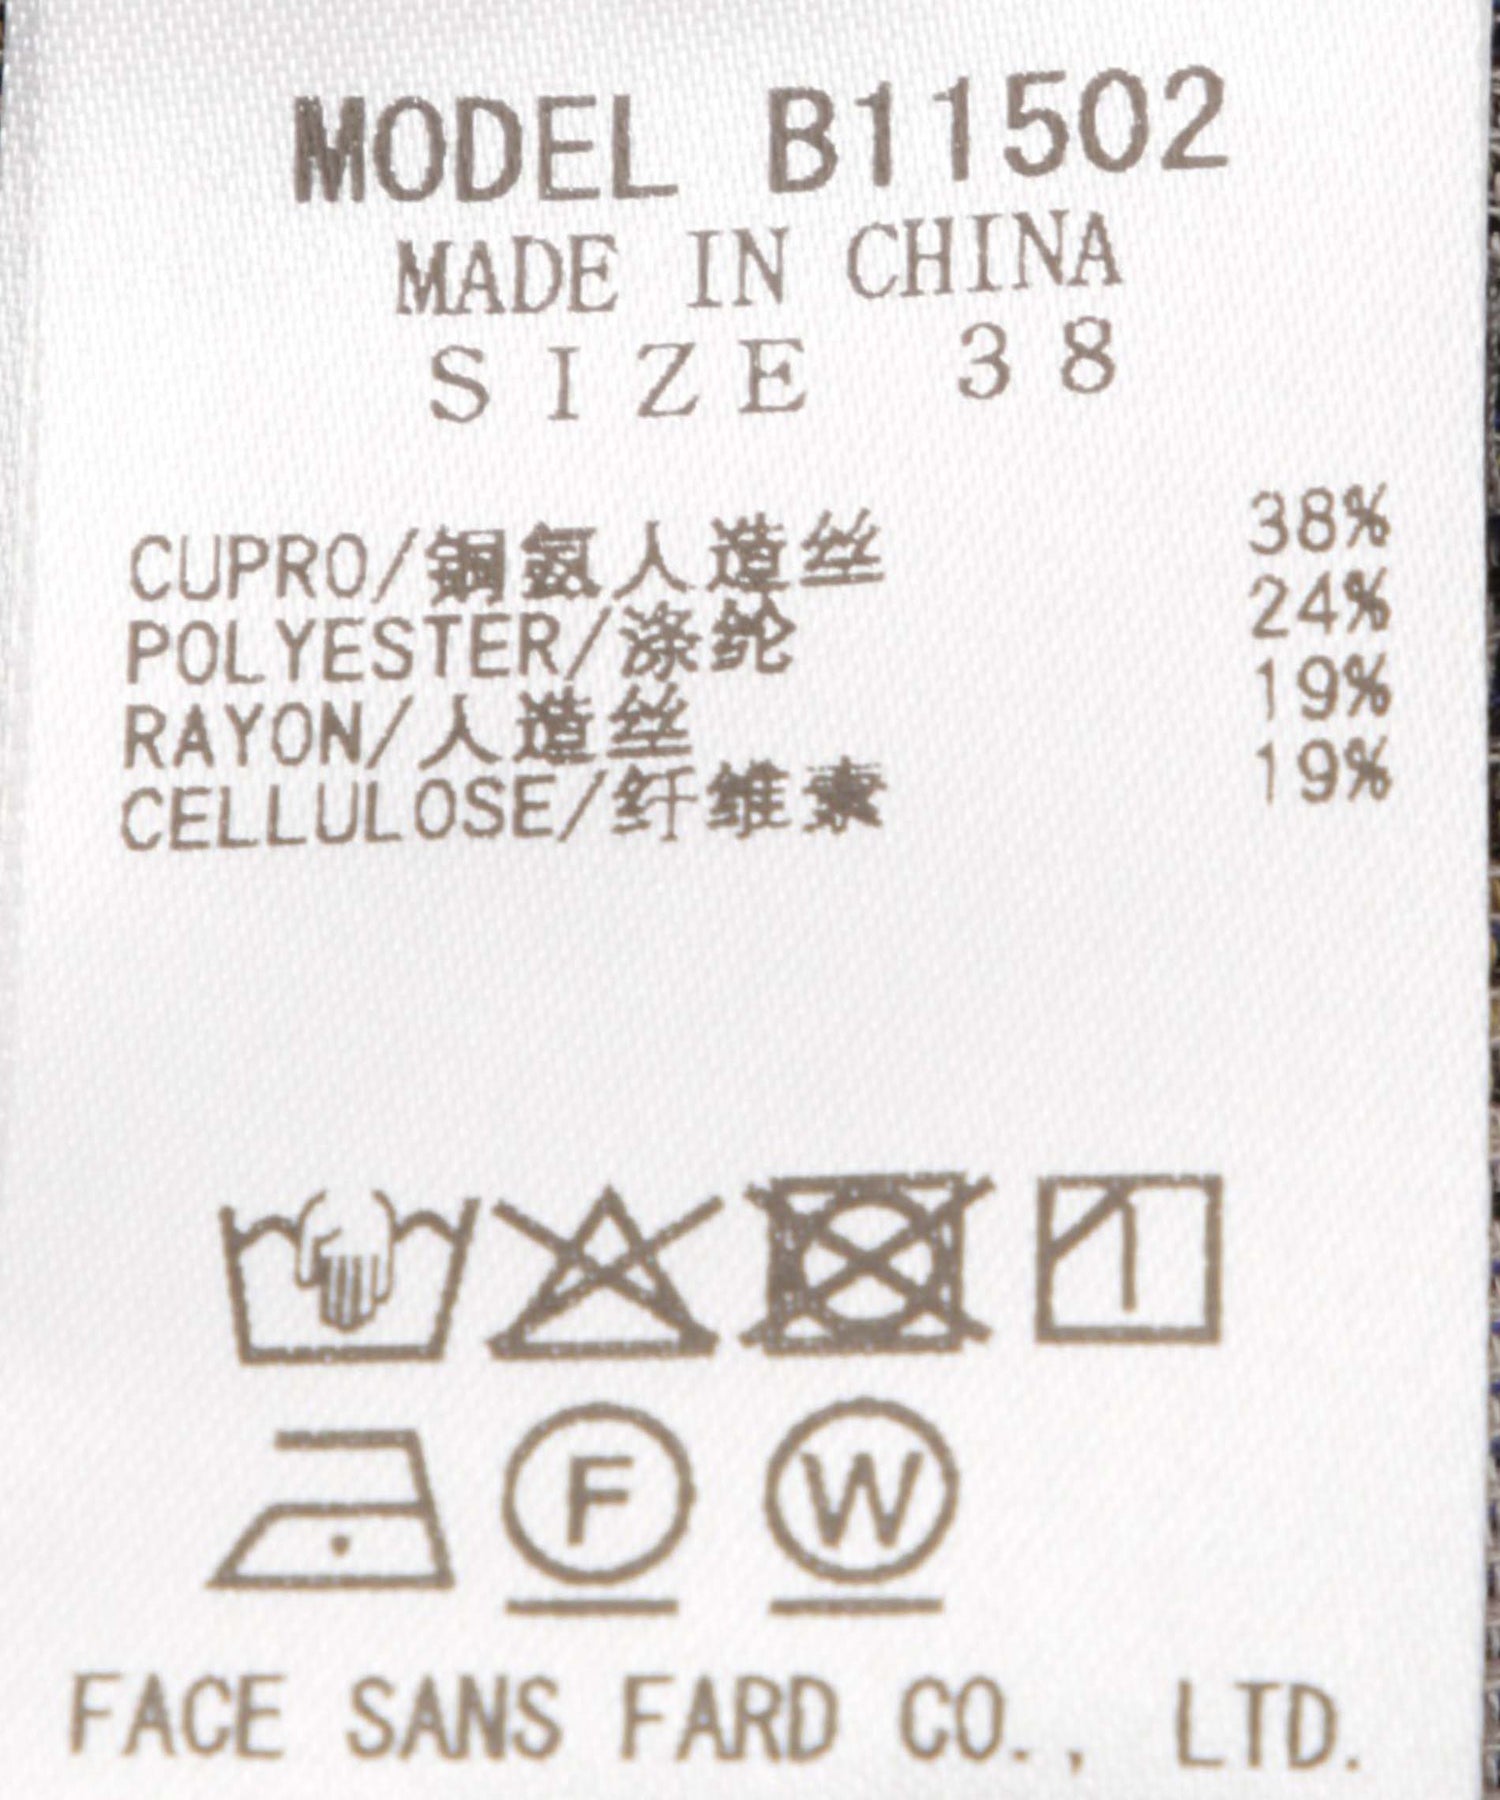 MODEL B11502
MADE IN CHINA
SIZE 38
CUPRO/铜氨人造丝 38%
POLYESTER/涤纶 24%
RAYON/人造丝 19%
CELLULOSE/纤维素 19%
F W
FACE SANS FARD CO., LTD.